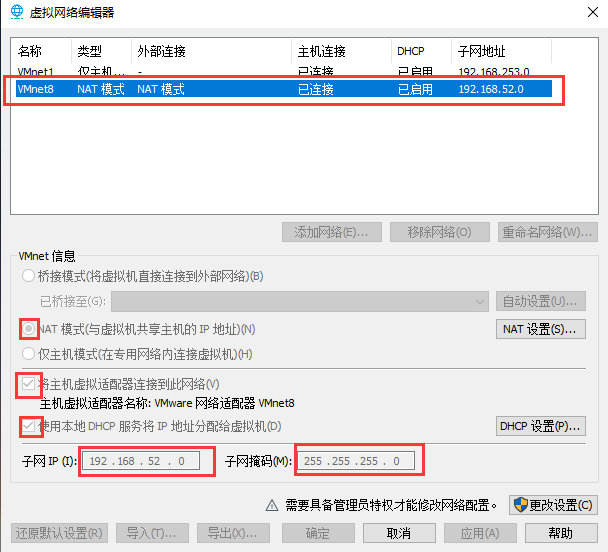 虚拟网络编辑器
名称 类型 外部连接 主机连接 DHCP 子网地址
VMnet1 仅主机... - 已连接 已启用 192.168.253.0
VMnet8 NAT 模式 NAT 模式 已连接 已启用 192.168.52.0
添加网络(E)... 移除网络(O) 重命名网络(W)...
VMnet 信息
桥接模式(将虚拟机直接连接到外部网络)(B)
已桥接至(G): 自动设置(U)...
NAT 模式(与虚拟机共享主机的 IP 地址)(N) NAT 设置(S)...
仅主机模式(在专用网络内连接虚拟机)(H)
将主机虚拟适配器连接到此网络(V)
主机虚拟适配器名称: VMware 网络适配器 VMnet8
使用本地 DHCP 服务将 IP 地址分配给虚拟机(D) DHCP 设置(P)...
子网 IP (I): 192 . 168 . 52 . 0 子网掩码(M): 255 .255 .255 . 0
需要具备管理员特权才能修改网络配置。 更改设置(C)
还原默认设置(R) 导入(T)... 导出(X)... 确定 取消 应用(A) 帮助